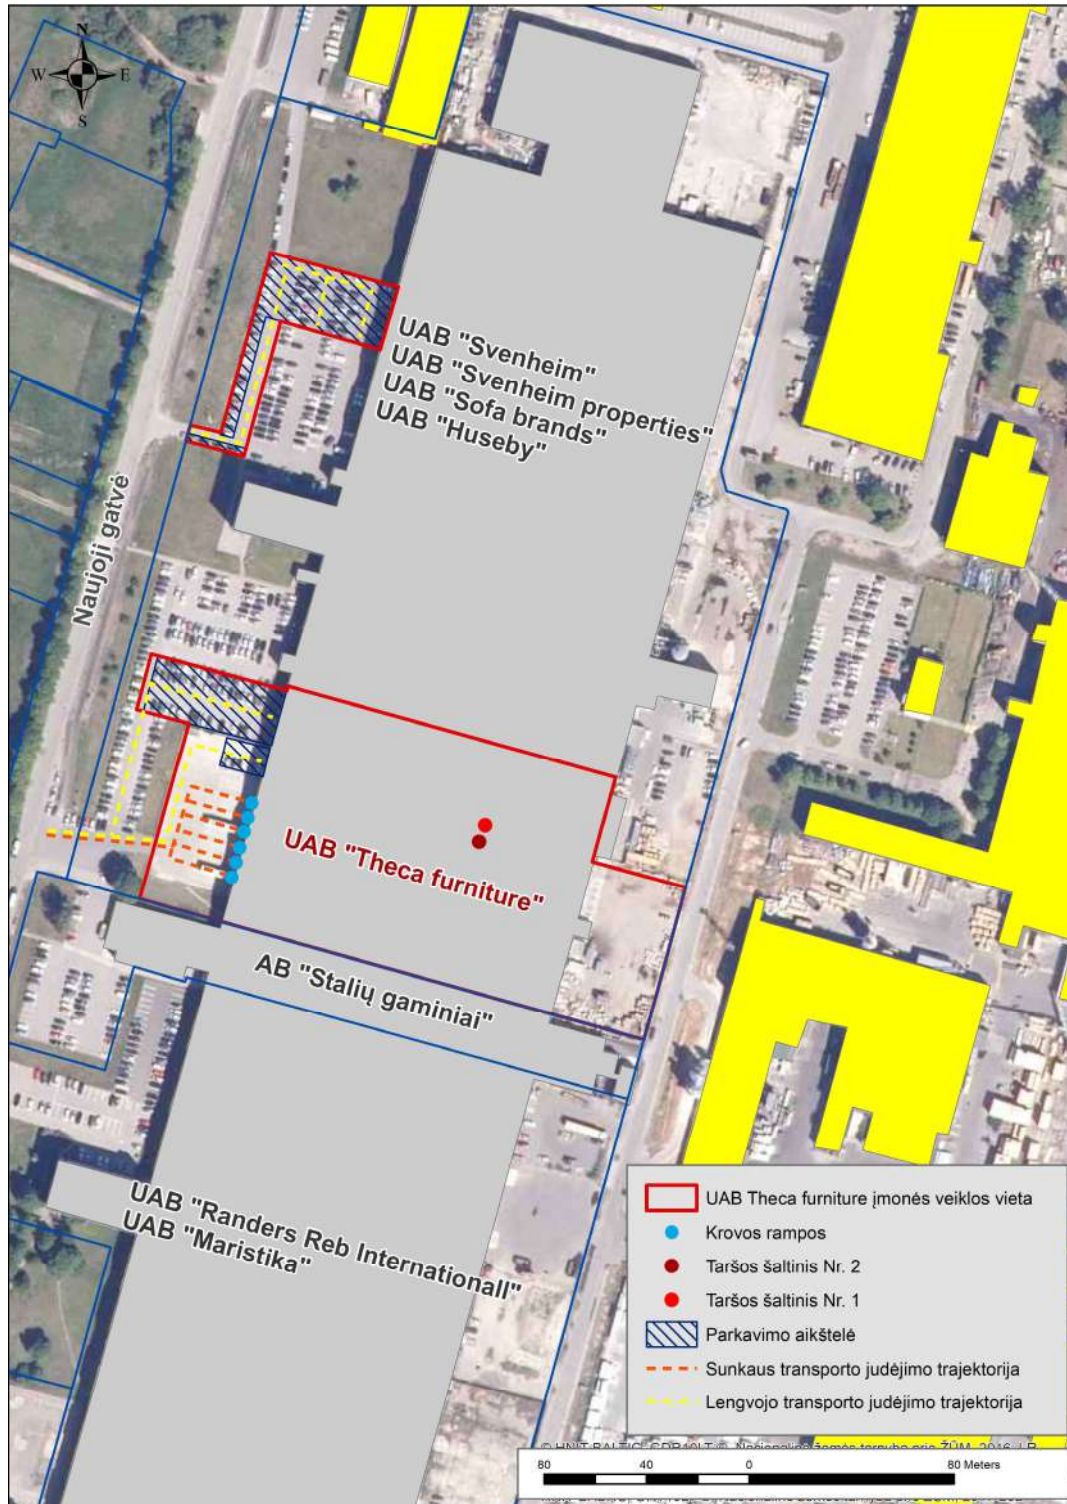 N
W E
S
UAB "Svenheim"
UAB "Svenheim properties"
UAB "Sofa brands"
UAB "Huseby"
Naujoji gatvė
UAB "Theca furniture"
AB "Stalių gaminiai"
UAB "Randers Reb Internationall"
UAB "Maristika"
UAB Theca furniture įmonės veiklos vieta
Krovos rampos
Taršos šaltinis Nr. 2
Taršos šaltinis Nr. 1
Parkavimo aikštelė
Sunkaus transporto judėjimo trajektorija
Lengvojo transporto judėjimo trajektorija
80 40 0 80 Meters